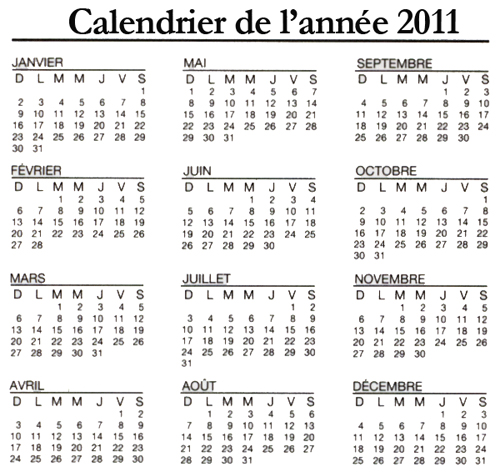 Calendrier de l'année 2011
JANVIER
D L M M J V S
1
2 3 4 5 6 7 8
9 10 11 12 13 14 15
16 17 18 19 20 21 22
23 24 25 26 27 28 29
30 31
FÉVRIER
D L M M J V S
1 2 3 4 5
6 7 8 9 10 11 12
13 14 15 16 17 18 19
20 21 22 23 24 25 26
27 28
MARS
D L M M J V S
1 2 3 4 5
6 7 8 9 10 11 12
13 14 15 16 17 18 19
20 21 22 23 24 25 26
27 28 29 30 31
AVRIL
D L M M J V S
1 2
3 4 5 6 7 8 9
10 11 12 13 14 15 16
17 18 19 20 21 22 23
24 25 26 27 28 29 30
MAI
D L M M J V S
1 2 3 4 5 6 7
8 9 10 11 12 13 14
15 16 17 18 19 20 21
22 23 24 25 26 27 28
29 30 31
JUIN
D L M M J V S
1 2 3 4
5 6 7 8 9 10 11
12 13 14 15 16 17 18
19 20 21 22 23 24 25
26 27 28 29 30
JUILLET
D L M M J V S
1 2
3 4 5 6 7 8 9
10 11 12 13 14 15 16
17 18 19 20 21 22 23
24 25 26 27 28 29 30
31
AOÛT
D L M M J V S
1 2 3 4 5 6
7 8 9 10 11 12 13
14 15 16 17 18 19 20
21 22 23 24 25 26 27
28 29 30 31
SEPTEMBRE
D L M M J V S
1 2 3
4 5 6 7 8 9 10
11 12 13 14 15 16 17
18 19 20 21 22 23 24
25 26 27 28 29 30
OCTOBRE
D L M M J V S
1
2 3 4 5 6 7 8
9 10 11 12 13 14 15
16 17 18 19 20 21 22
23 24 25 26 27 28 29
30 31
NOVEMBRE
D L M M J V S
1 2 3 4 5
6 7 8 9 10 11 12
13 14 15 16 17 18 19
20 21 22 23 24 25 26
27 28 29 30
DÉCEMBRE
D L M M J V S
1 2 3
4 5 6 7 8 9 10
11 12 13 14 15 16 17
18 19 20 21 22 23 24
25 26 27 28 29 30 31